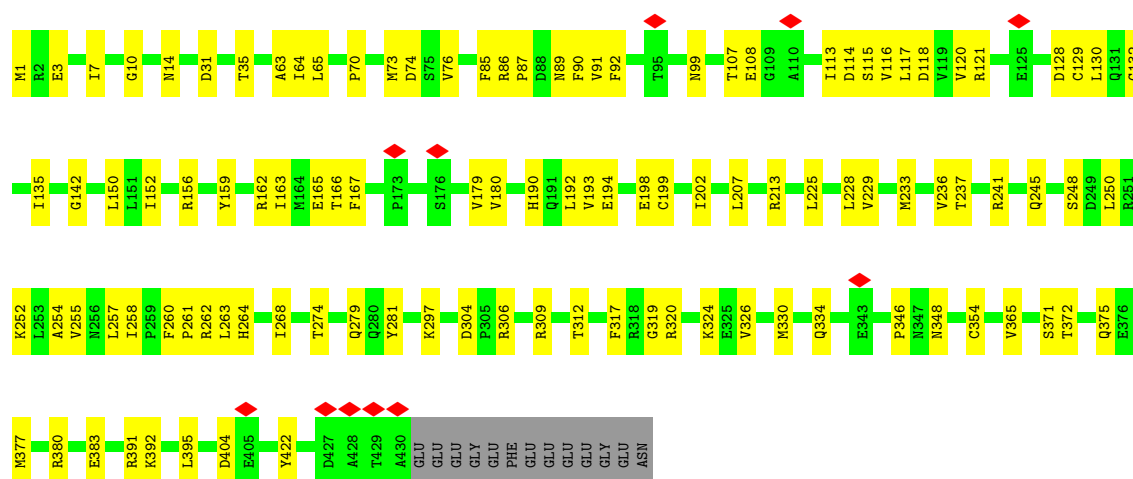 M1 R2 E3 I7 G10 N14 D31 T35 A63 I64 L65 P70 M73 D74 S75 V76 F85 R86 P87 D88 N89 F90 V91 F92 T95 N99 T107 E108 G109 A110 I113 D114 S115 V116 L117 D118 V119 V120 R121 E125 D128 C129 L130 Q131
I135 G142 L150 L151 I152 R156 Y159 R162 I163 M164 E165 T166 F167 P173 S176 V179 V180 H190 Q191 L192 V193 E194 E198 C199 I202 L207 R213 L225 L228 V229 M233 V236 T237 R241 Q245 S248 D249 L250 R251
K252 L253 A254 V255 N256 L257 I258 P259 F260 P261 R262 L263 H264 I268 T274 Q279 Q280 Y281 K297 D304 P305 R306 R309 T312 F317 R318 G319 R320 K324 E325 V326 M330 Q334 E343 P346 N347 N348 C354 V365 S371 T372 Q375 E376
M377 R380 E383 R391 K392 L395 D404 E405 Y422 D427 A428 T429 A430 GLU GLU GLU GLY PHE GLU GLU GLU GLU GLY GLU ASN